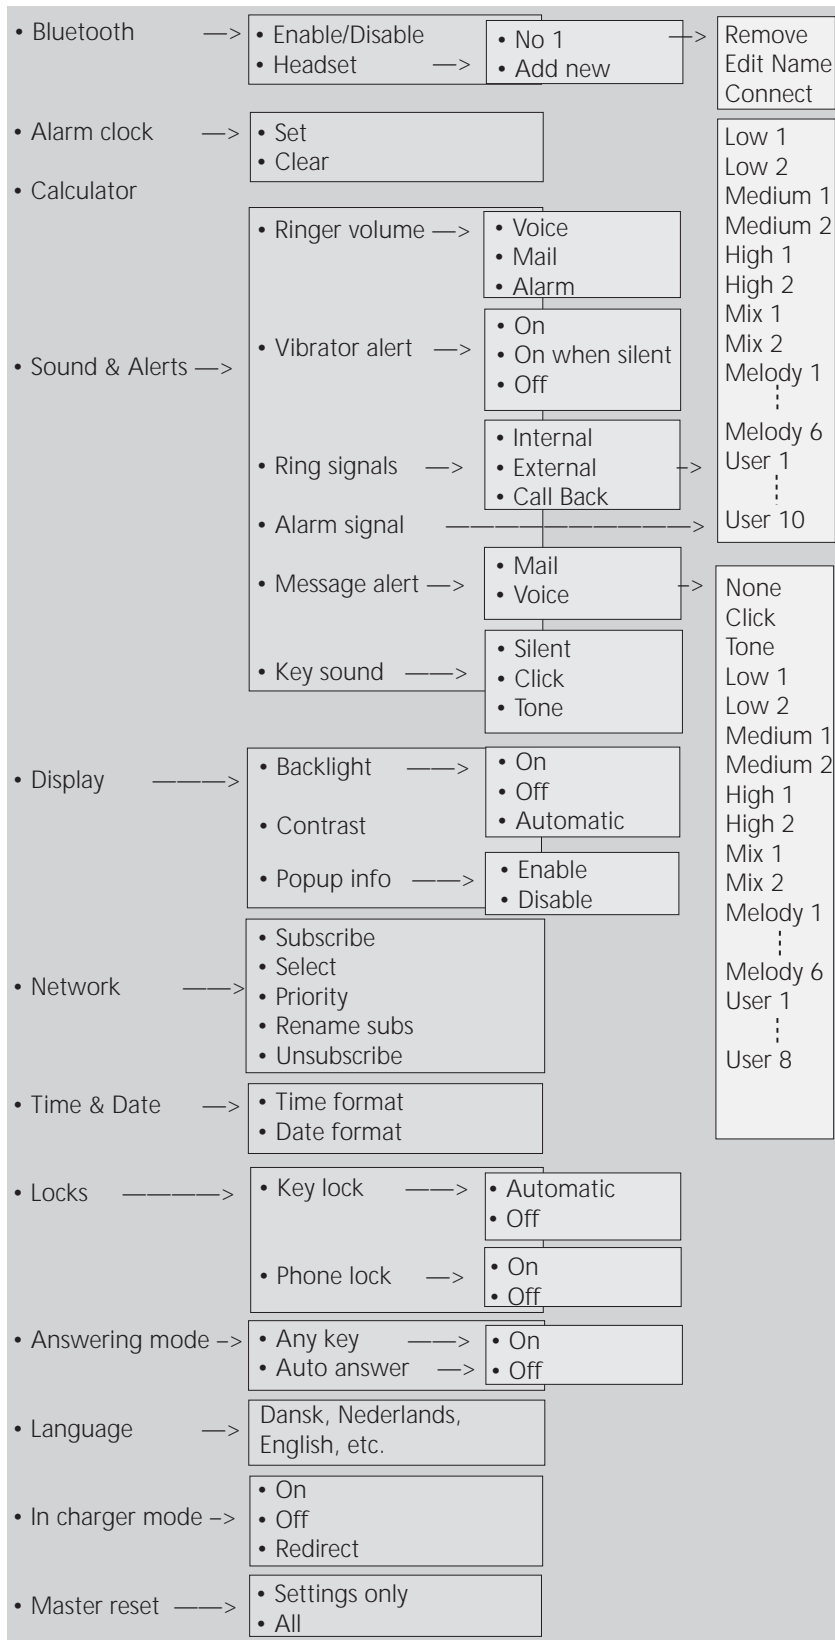 • Bluetooth —> • Enable/Disable
• Headset —> • No 1 —> Remove
• Add new Edit Name
Connect
• Alarm clock —> • Set
• Clear
• Calculator
• Sound & Alerts —>
• Ringer volume —> • Voice
• Mail
• Alarm
• Vibrator alert —> • On
• On when silent
• Off
• Ring signals —> • Internal
• External –>
• Call Back
• Alarm signal ——————————>
Low 1
Low 2
Medium 1
Medium 2
High 1
High 2
Mix 1
Mix 2
Melody 1
Melody 6
User 1
User 10
• Message alert —> • Mail –>
• Voice
None
Click
Tone
Low 1
Low 2
Medium 1
Medium 2
High 1
High 2
Mix 1
Mix 2
Melody 1
Melody 6
User 1
User 8
• Key sound ——> • Silent
• Click
• Tone
• Display ———>
• Backlight ——> • On
• Off
• Automatic
• Contrast
• Popup info ——> • Enable
• Disable
• Network ——>
• Subscribe
• Select
• Priority
• Rename subs
• Unsubscribe
• Time & Date —> • Time format
• Date format
• Locks ————> • Key lock ——> • Automatic
• Off
• Phone lock —> • On
• Off
• Answering mode –> • Any key ——> • On
• Auto answer —> • Off
• Language —> Dansk, Nederlands,
English, etc.
• In charger mode –> • On
• Off
• Redirect
• Master reset ——> • Settings only
• All